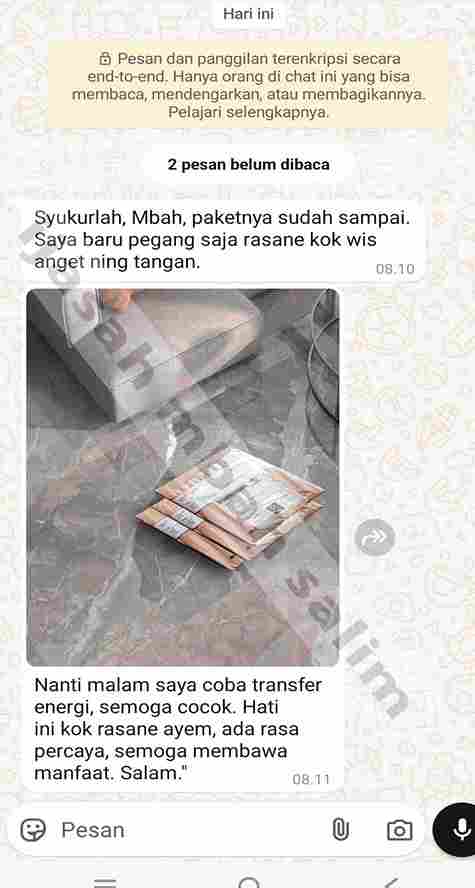 Hari ini
Pesan dan panggilan terenkripsi secara
end-to-end. Hanya orang di chat ini yang bisa
membaca, mendengarkan, atau membagikannya.
Pelajari selengkapnya.
2 pesan belum dibaca
Syukurlah, Mbah, paketnya sudah sampai.
Saya baru pegang saja rasane kok wis
anget ning tangan.
08.10
Nanti malam saya coba transfer
energi, semoga cocok. Hati
ini kok rasane ayem, ada rasa
percaya, semoga membawa
manfaat. Salam."
08.11
Pesan
salim